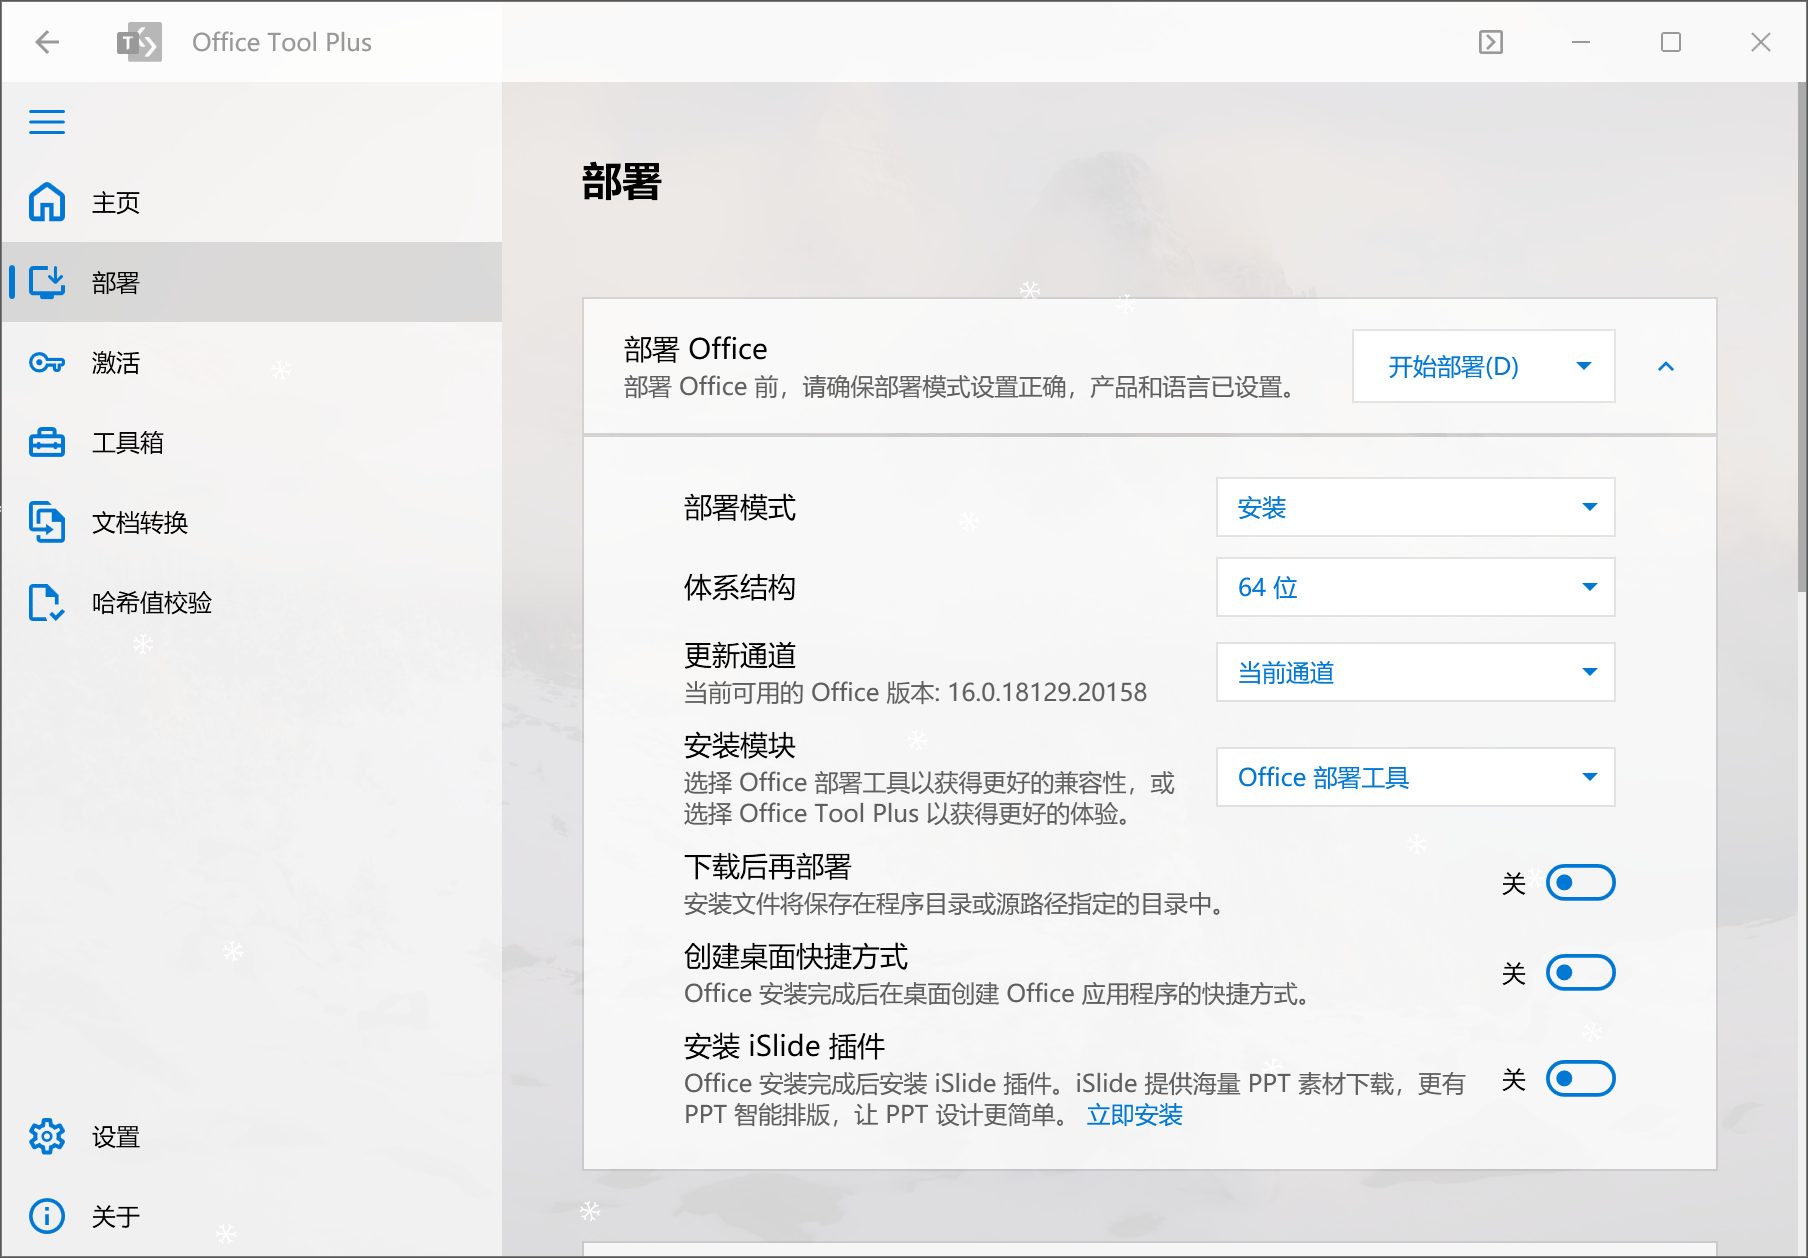 Office Tool Plus
主页
部署
激活
工具箱
文档转换
哈希值校验
设置
关于
部署
部署 Office
部署 Office 前，请确保部署模式设置正确，产品和语言已设置。
开始部署(D)
部署模式
安装
体系结构
64 位
更新通道
当前可用的 Office 版本: 16.0.18129.20158
当前通道
安装模块
选择 Office 部署工具以获得更好的兼容性，或
选择 Office Tool Plus 以获得更好的体验。
Office 部署工具
下载后再部署
安装文件将保存在程序目录或源路径指定的目录中。
关
创建桌面快捷方式
Office 安装完成后在桌面创建 Office 应用程序的快捷方式。
关
安装 iSlide 插件
Office 安装完成后安装 iSlide 插件。iSlide 提供海量 PPT 素材下载，更有
PPT 智能排版，让 PPT 设计更简单。 立即安装
关